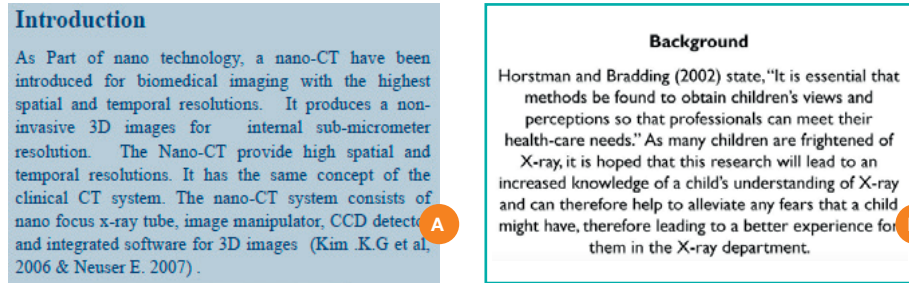 Introduction
As Part of nano technology, a nano-CT have been
introduced for biomedical imaging with the highest
spatial and temporal resolutions. It produces a non-
invasive 3D images for internal sub-micrometer
resolution. The Nano-CT provide high spatial and
temporal resolutions. It has the same concept of the
clinical CT system. The nano-CT system consists of
nano focus x-ray tube, image manipulator, CCD detector
and integrated software for 3D images (Kim .K.G et al,
2006 & Neuser E. 2007) .
A
Background
Horstman and Bradding (2002) state, “It is essential that
methods be found to obtain children’s views and
perceptions so that professionals can meet their
health-care needs.” As many children are frightened of
X-ray, it is hoped that this research will lead to an
increased knowledge of a child’s understanding of X-ray
and can therefore help to alleviate any fears that a child
might have, therefore leading to a better experience for
them in the X-ray department.